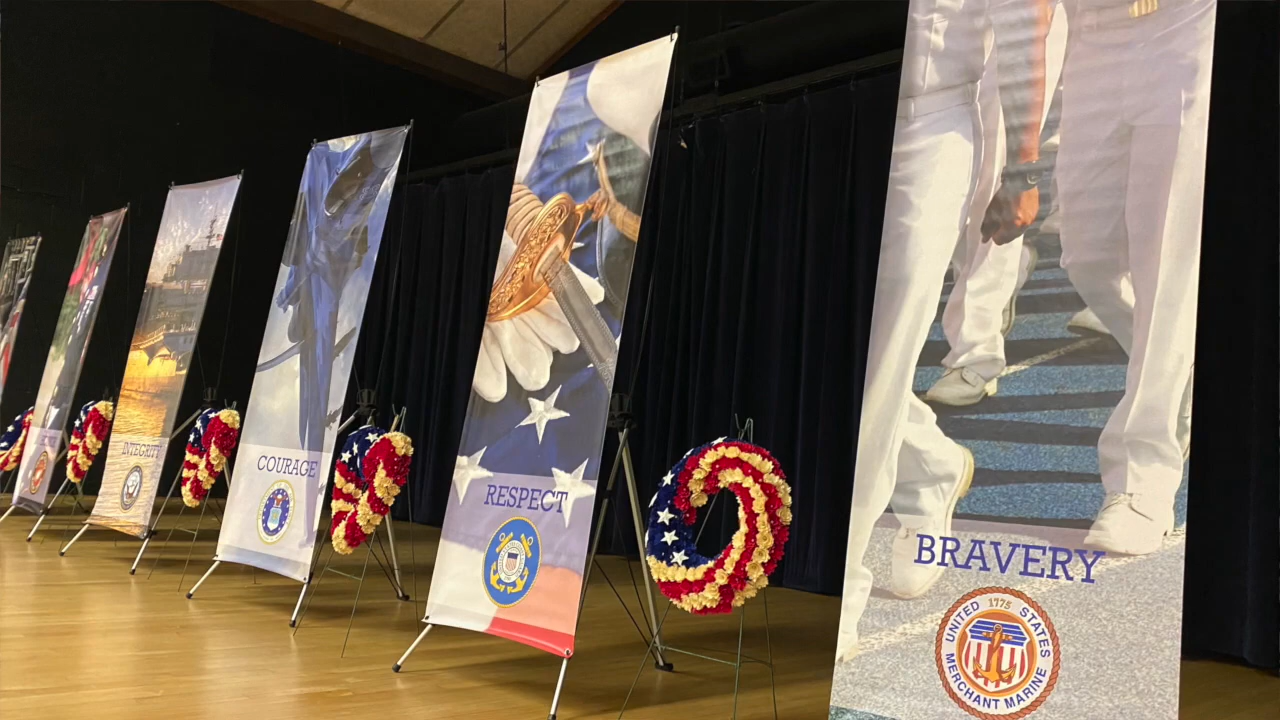 INTEGRITY
COURAGE
RESPECT
BRAVERY
UNITED 1775 STATES
MERCHANT MARINE